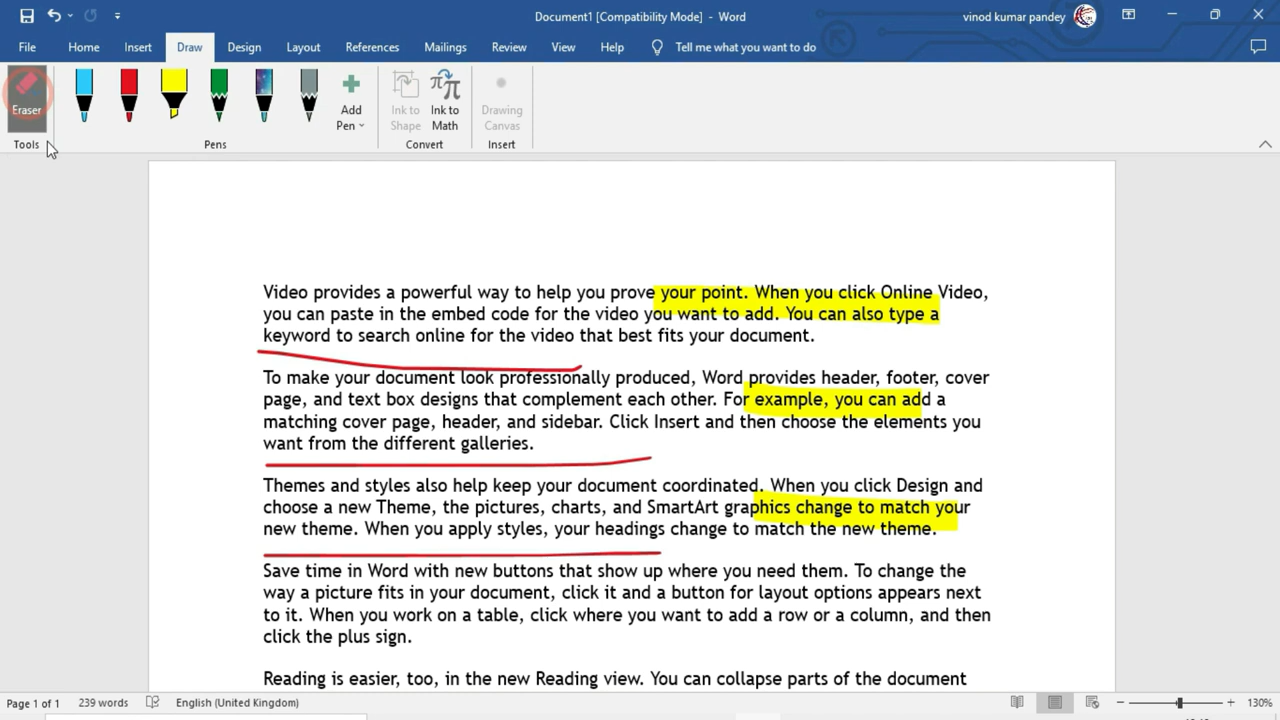 Document1 [Compatibility Mode] - Word
vinod kumar pandey
File Home Insert Draw Design Layout References Mailings Review View Help Tell me what you want to do
Eraser
Add Pen
Ink to Shape
Ink to Math
Drawing Canvas
Tools Pens Convert Insert
Video provides a powerful way to help you prove your point. When you click Online Video,
you can paste in the embed code for the video you want to add. You can also type a
keyword to search online for the video that best fits your document.
To make your document look professionally produced, Word provides header, footer, cover
page, and text box designs that complement each other. For example, you can add a
matching cover page, header, and sidebar. Click Insert and then choose the elements you
want from the different galleries.
Themes and styles also help keep your document coordinated. When you click Design and
choose a new Theme, the pictures, charts, and SmartArt graphics change to match your
new theme. When you apply styles, your headings change to match the new theme.
Save time in Word with new buttons that show up where you need them. To change the
way a picture fits in your document, click it and a button for layout options appears next
to it. When you work on a table, click where you want to add a row or a column, and then
click the plus sign.
Reading is easier, too, in the new Reading view. You can collapse parts of the document
Page 1 of 1 239 words English (United Kingdom) 130%